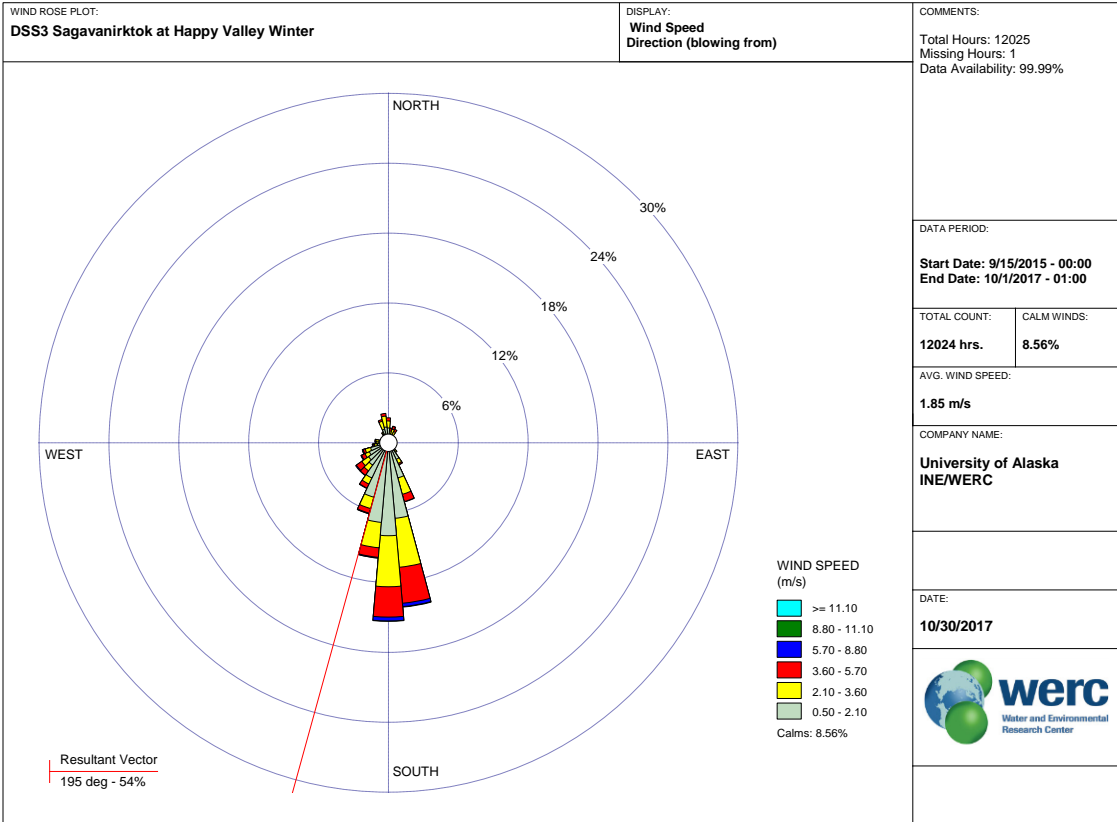 WIND ROSE PLOT:
DSS3 Sagavanirktok at Happy Valley Winter
DISPLAY:
Wind Speed
Direction (blowing from)
COMMENTS:
Total Hours: 12025
Missing Hours: 1
Data Availability: 99.99%
NORTH
30%
24%
18%
12%
6%
WEST
EAST
SOUTH
WIND SPEED
(m/s)
>= 11.10
8.80 - 11.10
5.70 - 8.80
3.60 - 5.70
2.10 - 3.60
0.50 - 2.10
Calms: 8.56%
Resultant Vector
195 deg - 54%
DATA PERIOD:
Start Date: 9/15/2015 - 00:00
End Date: 10/1/2017 - 01:00
TOTAL COUNT:
12024 hrs.
CALM WINDS:
8.56%
AVG. WIND SPEED:
1.85 m/s
COMPANY NAME:
University of Alaska
INE/WERC
DATE:
10/30/2017
werc
Water and Environmental
Research Center